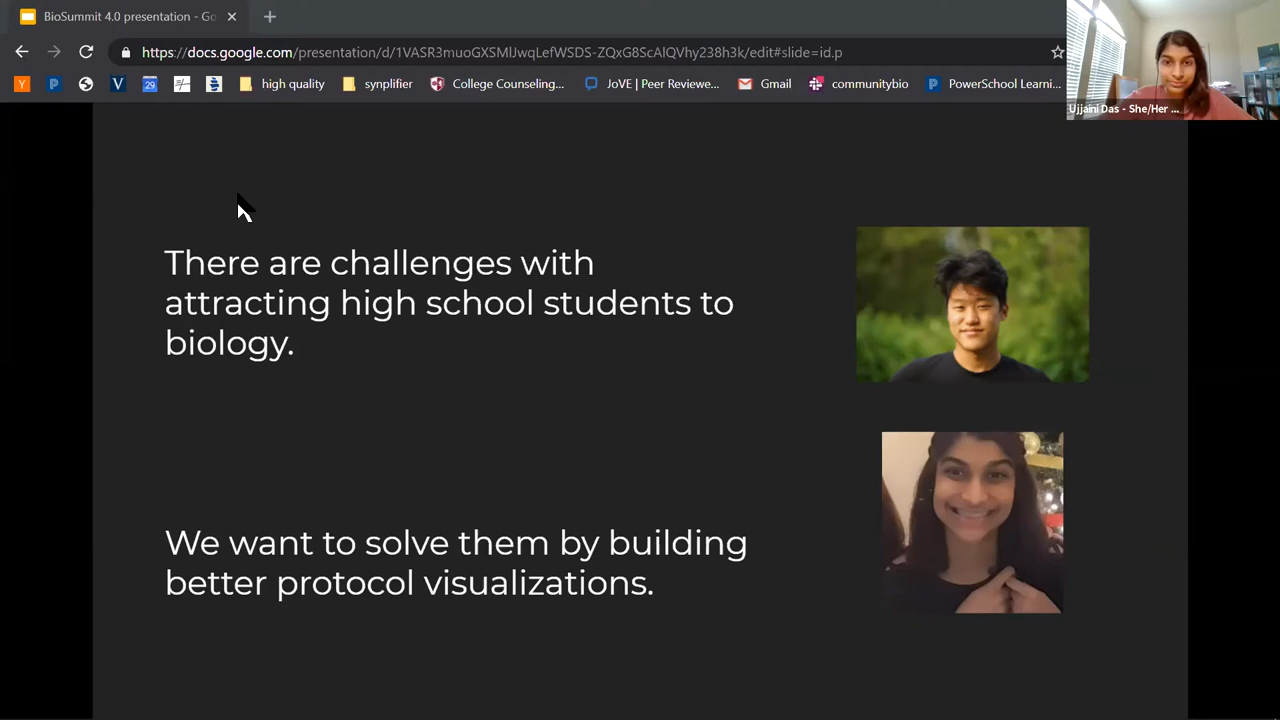 BioSummit 4.0 presentation - Go
https://docs.google.com/presentation/d/1VASR3muoGXSMlJwqLefWSDS-ZQxG8ScAlQVhy238h3k/edit#slide=id.p
Y P V 29 high quality simplifier College Counseling... JoVE | Peer Reviewe... Gmail communitybio P PowerSchool Learni...
Ujjaini Das - She/Her ...
There are challenges with
attracting high school students to
biology.
We want to solve them by building
better protocol visualizations.